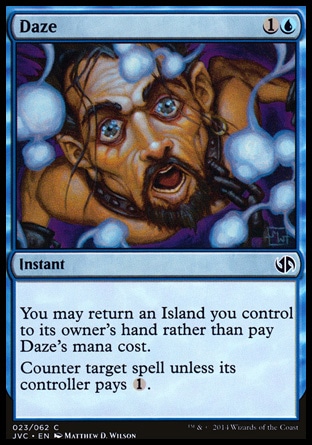 Daze 1
Instant
You may return an Island you control
to its owner's hand rather than pay
Daze's mana cost.
Counter target spell unless its
controller pays 1.
023/062 C
JVC • EN Matthew D. Wilson ™ & © 2014 Wizards of the Coast